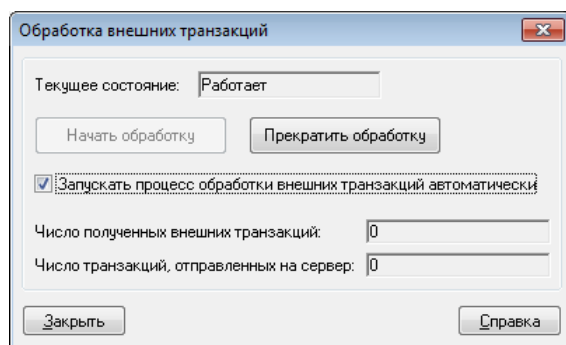 Обработка внешних транзакций
Текущее состояние: Работает
Начать обработку Прекратить обработку
Запускать процесс обработки внешних транзакций автоматически
Число полученных внешних транзакций: 0
Число транзакций, отправленных на сервер: 0
Закрыть Справка